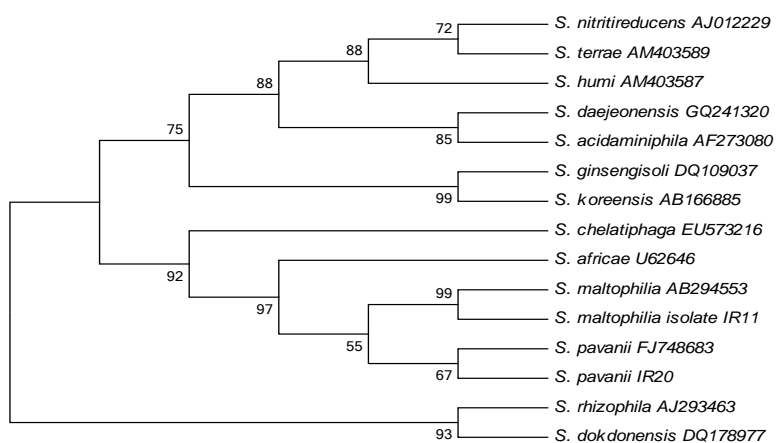 72
S. nitritireducens AJ012229
88
S. terrae AM403589
88
S. humi AM403587
75
S. daejeonensis GQ241320
85
S. acidaminiphila AF273080
S. ginsengisoli DQ109037
99
S. koreensis AB166885
S. chelatiphaga EU573216
92
S. africae U62646
97
99
S. maltophilia AB294553
S. maltophilia isolate IR11
55
S. pavanii FJ748683
67
S. pavanii IR20
S. rhizophila AJ293463
93
S. dokdonensis DQ178977